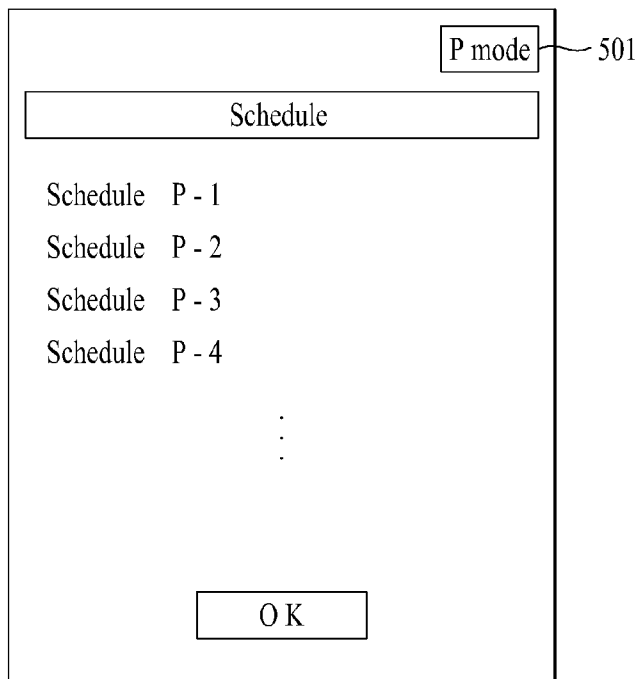 P mode 501
Schedule
Schedule P - 1
Schedule P - 2
Schedule P - 3
Schedule P - 4
O K